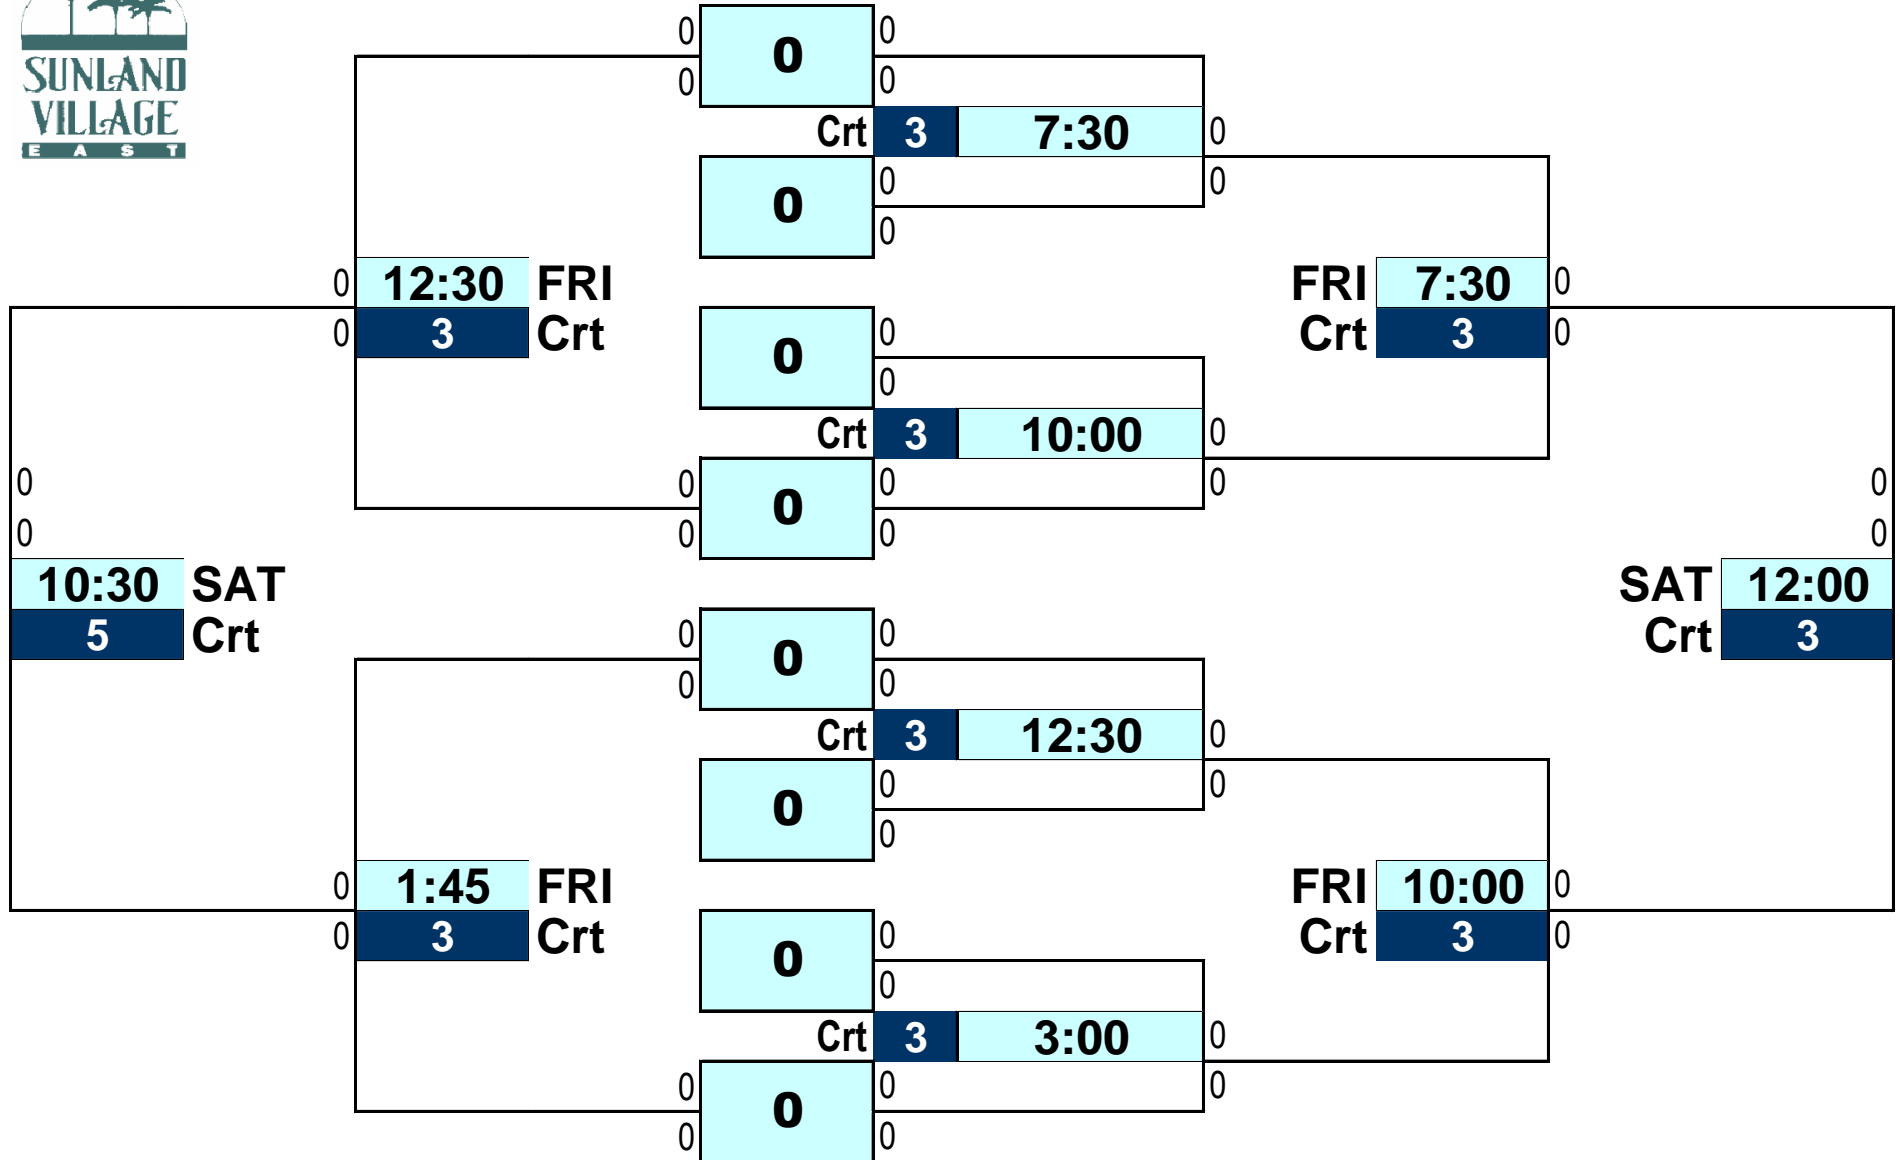 SUNLAND
VILLAGE
EAST
0 0 0
0 0
Crt 3 7:30 0
0 0 0
0
0 12:30 FRI FRI 7:30 0
0 3 Crt Crt 3 0
0 0
0
Crt 3 10:00 0
0 0 0 0 0 0
0 0 0 0
10:30 SAT SAT 12:00
5 Crt Crt 3
0 0 0
0 0
Crt 3 12:30 0
0 0 0
0
0 1:45 FRI FRI 10:00 0
0 3 Crt Crt 3 0
0 0
0
Crt 3 3:00 0
0 0 0 0
0 0